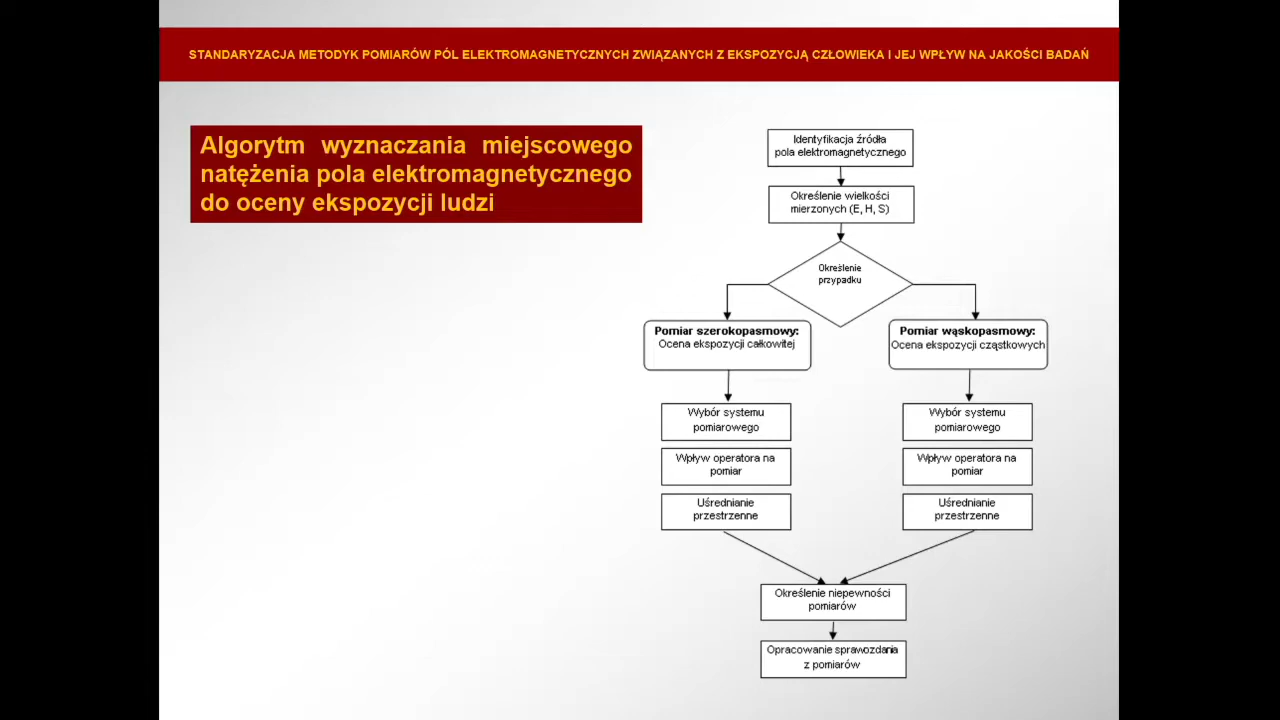 STANDARYZACJA METODYK POMIARÓW PÓL ELEKTROMAGNETYCZNYCH ZWIĄZANYCH Z EKSPOZYCJĄ CZŁOWIEKA I JEJ WPŁYW NA JAKOŚCI BADAŃ
Algorytm wyznaczania miejscowego
natężenia pola elektromagnetycznego
do oceny ekspozycji ludzi
Identyfikacja źródła
pola elektromagnetycznego
Określenie wielkości
mierzonych (E, H, S)
Określenie
przypadku
Pomiar szerokopasmowy:
Ocena ekspozycji całkowitej
Pomiar wąskopasmowy:
Ocena ekspozycji cząstkowych
Wybór systemu
pomiarowego
Wpływ operatora na
pomiar
Uśrednianie
przestrzenne
Wybór systemu
pomiarowego
Wpływ operatora na
pomiar
Uśrednianie
przestrzenne
Określenie niepewności
pomiarów
Opracowanie sprawozdania
z pomiarów